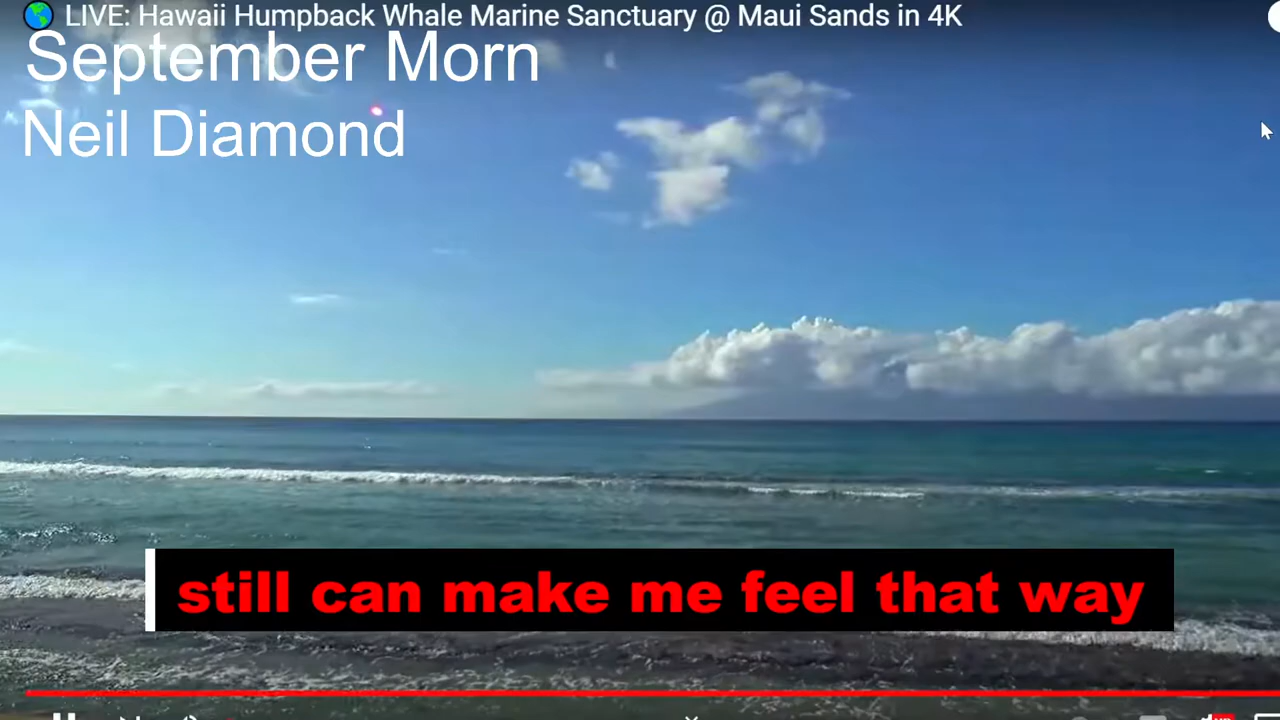 LIVE: Hawaii Humpback Whale Marine Sanctuary @ Maui Sands in 4K
September Morn
Neil Diamond
still can make me feel that way